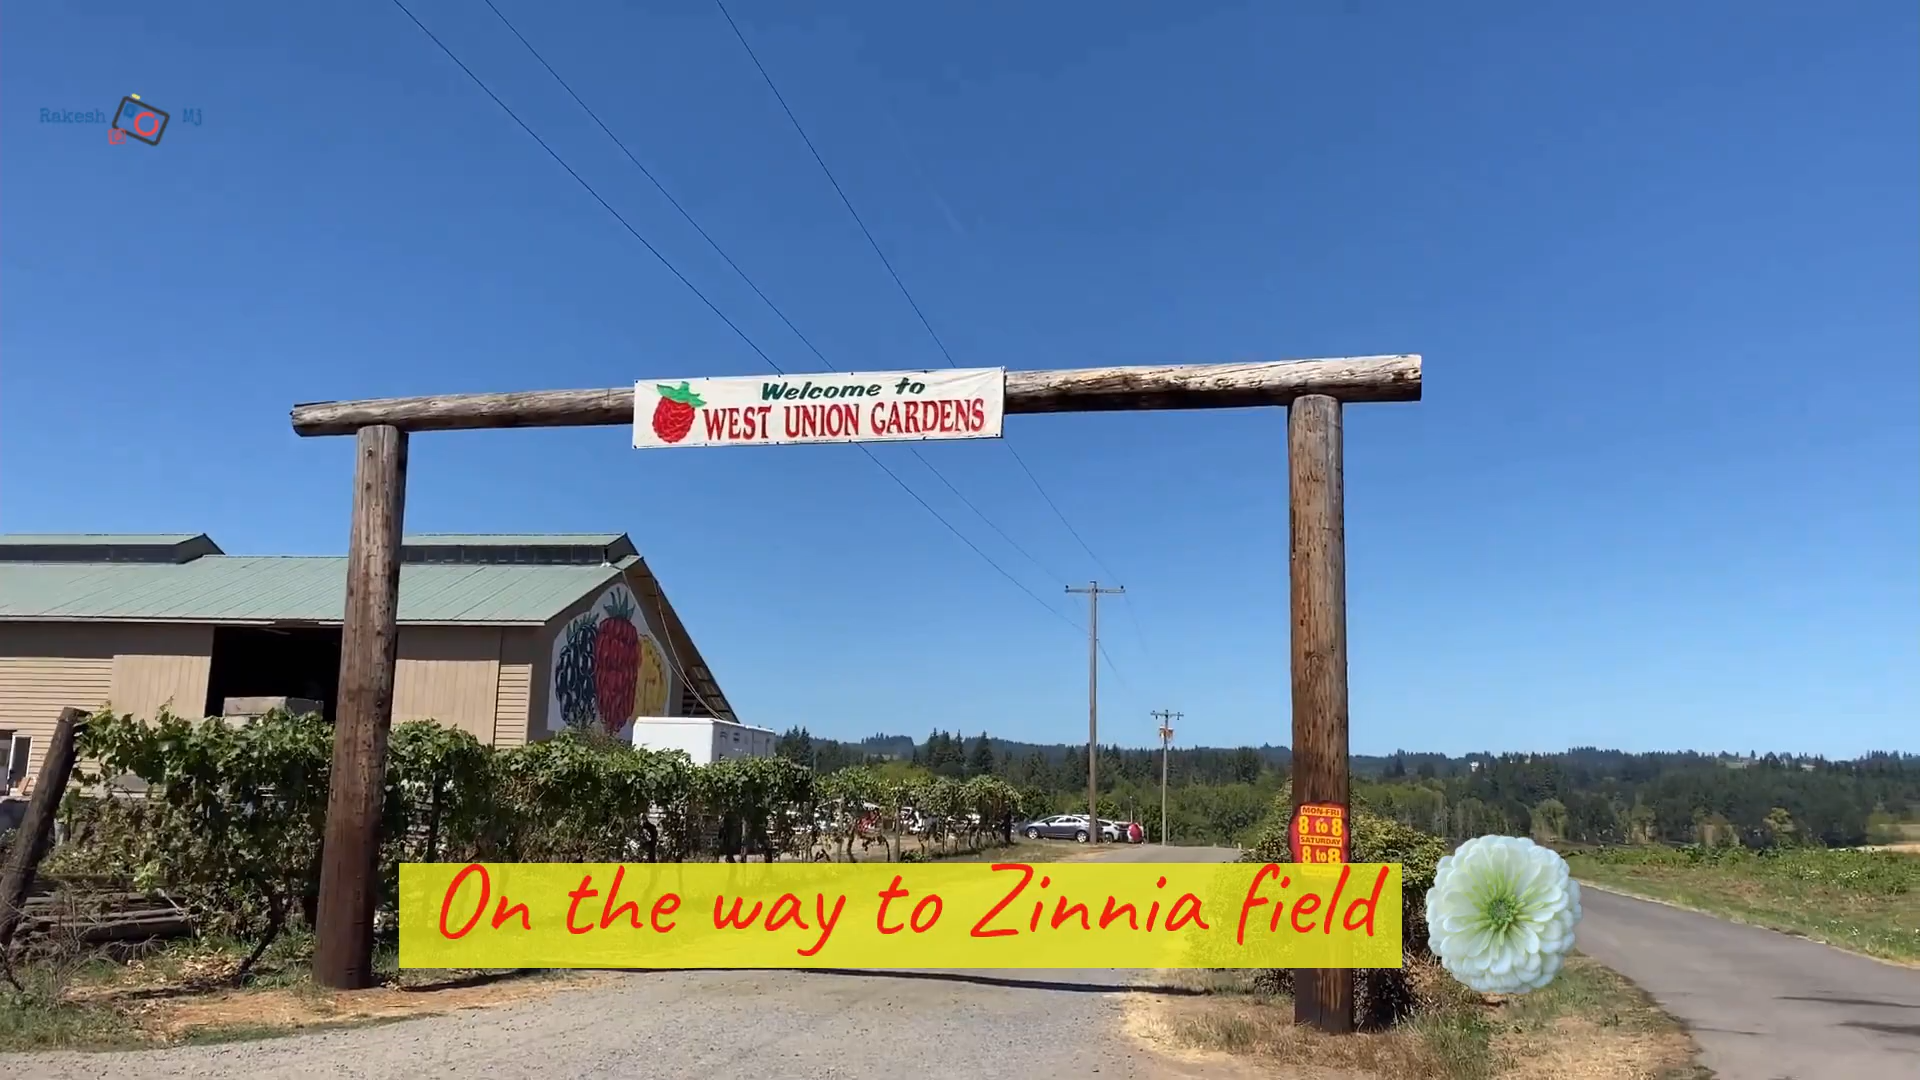 Rakesh Mj
Welcome to
WEST UNION GARDENS
MON-FRI
8 to 8
SATURDAY
8 to 8
On the way to Zinnia field